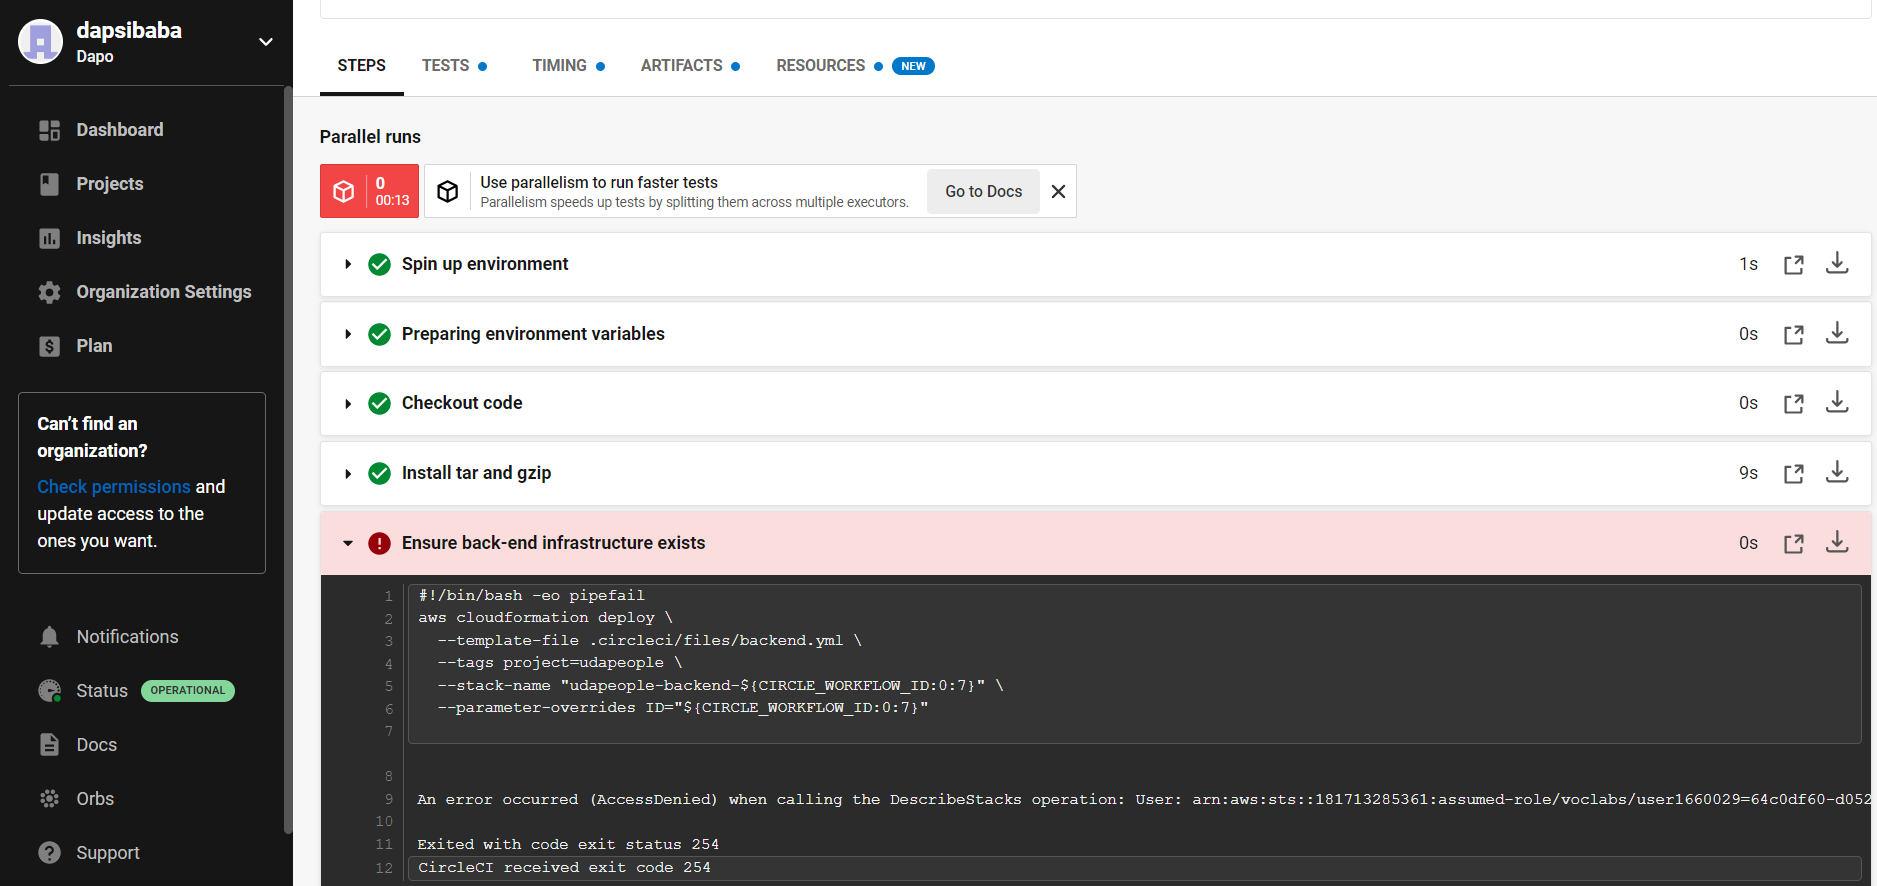 dapsibaba
Dapo
Dashboard
Projects
Insights
Organization Settings
Plan
Can't find an
organization?
Check permissions and
update access to the
ones you want.
Notifications
Status OPERATIONAL
Docs
Orbs
Support
STEPS TESTS TIMING ARTIFACTS RESOURCES NEW
Parallel runs
0
00:13
Use parallelism to run faster tests
Parallelism speeds up tests by splitting them across multiple executors.
Go to Docs
Spin up environment 1s
Preparing environment variables 0s
Checkout code 0s
Install tar and gzip 9s
Ensure back-end infrastructure exists 0s
1 #!/bin/bash -eo pipefail
2 aws cloudformation deploy \
3 --template-file .circleci/files/backend.yml \
4 --tags project=udapeople \
5 --stack-name "udapeople-backend-${CIRCLE_WORKFLOW_ID:0:7}" \
6 --parameter-overrides ID="${CIRCLE_WORKFLOW_ID:0:7}"
7
8
9 An error occurred (AccessDenied) when calling the DescribeStacks operation: User: arn:aws:sts::181713285361:assumed-role/voclabs/user1660029=64c0df60-d052
10
11 Exited with code exit status 254
12 CircleCI received exit code 254